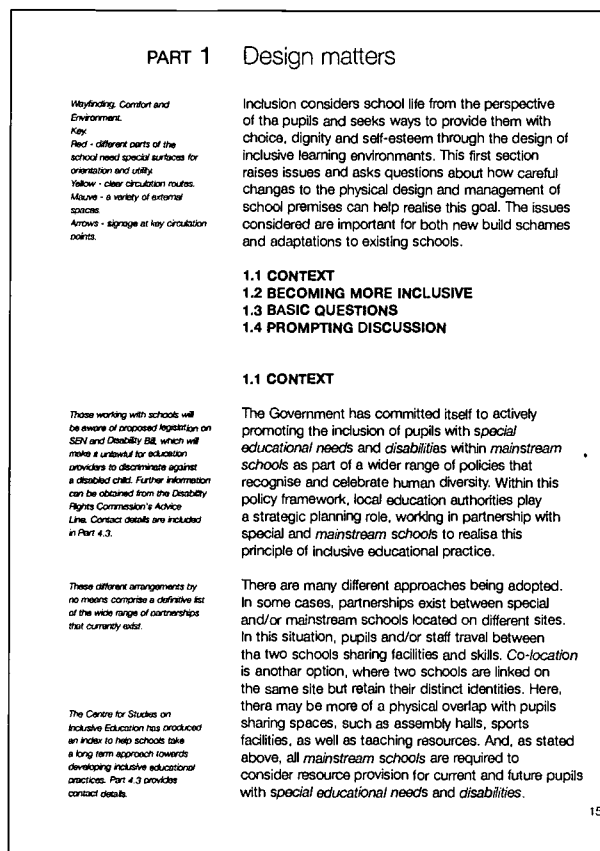 PART 1 Design matters
Wayfinding. Comfort and
Environment.
Key.
Red - different parts of the
school need special surfaces for
orientation and utility.
Yellow - clear circulation routes.
Mauve - a variety of external
spaces.
Arrows - signage at key circulation
points.
Inclusion considers school life from the perspective
of tha pupils and seeks ways to provide them with
choice, dignity and self-esteem through the design of
inclusive learning environments. This first section
raises issues and asks questions about how careful
changes to the physical design and management of
school premises can help realise this goal. The issues
considered are important for both new build schames
and adaptations to existing schools.
1.1 CONTEXT
1.2 BECOMING MORE INCLUSIVE
1.3 BASIC QUESTIONS
1.4 PROMPTING DISCUSSION
1.1 CONTEXT
Those working with schools will
be aware of proposed legislation on
SEN and Disability Bill, which will
make it unlawful for education
providers to discriminate against
a disabled child. Further information
can be obtained from the Disability
Rights Commission's Advice
Line. Contact details are included
in Part 4.3.
The Government has committed itself to actively
promoting the inclusion of pupils with special
educational needs and disabilities within mainstream
schools as part of a wider range of policies that
recognise and celebrate human diversity. Within this
policy framework, local education authorities play
a strategic planning role, working in partnership with
special and mainstream schools to realisa this
principle of inclusive educational practice.
These different arrangements by
no means comprise a definitive list
of the wide range of partnerships
that currently exist.
There are many different approaches being adopted.
In some cases, partnerships exist between special
and/or mainstream schools located on different sites.
In this situation, pupils and/or staff traval between
tha two schools sharing facilities and skills. Co-location
is another option, where two schools are linked on
the same site but retain their distinct identities. Here,
thera may be more of a physical overlap with pupils
sharing spaces, such as assembly halls, sports
facilities, as well as taaching resources. And, as stated
above, all mainstream schools are required to
consider resource provision for current and future pupils
with special educational needs and disabilities.
The Centre for Studies on
Inclusive Education has produced
an index to help schools take
a long term approach towards
developing inclusive educational
practices. Part 4.3 provides
contact details.
15